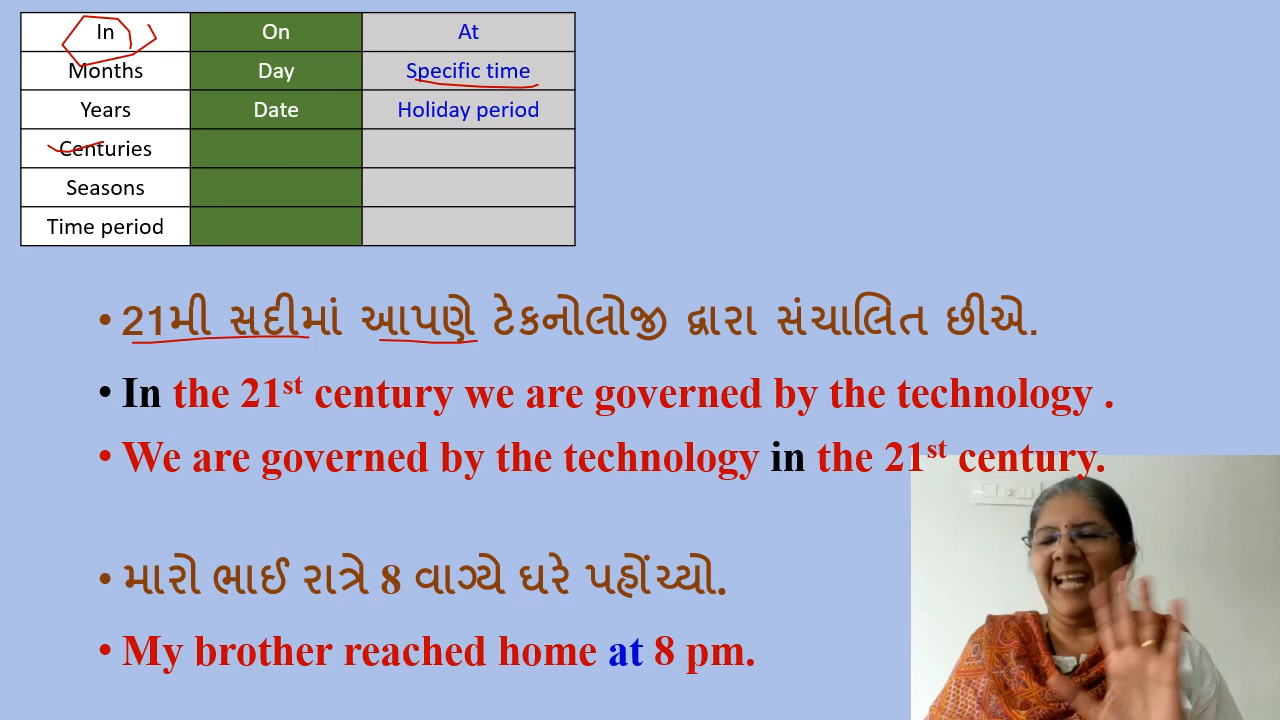 In On At
Months Day Specific time
Years Date Holiday period
Centuries
Seasons
Time period
• 21મી સદીમાં આપણે ટેકનોલોજી દ્વારા સંચાલિત છીએ.
• In the 21st century we are governed by the technology .
• We are governed by the technology in the 21st century.
• મારો ભાઈ રાત્રે 8 વાગ્યે ઘરે પહોંચ્યો.
• My brother reached home at 8 pm.